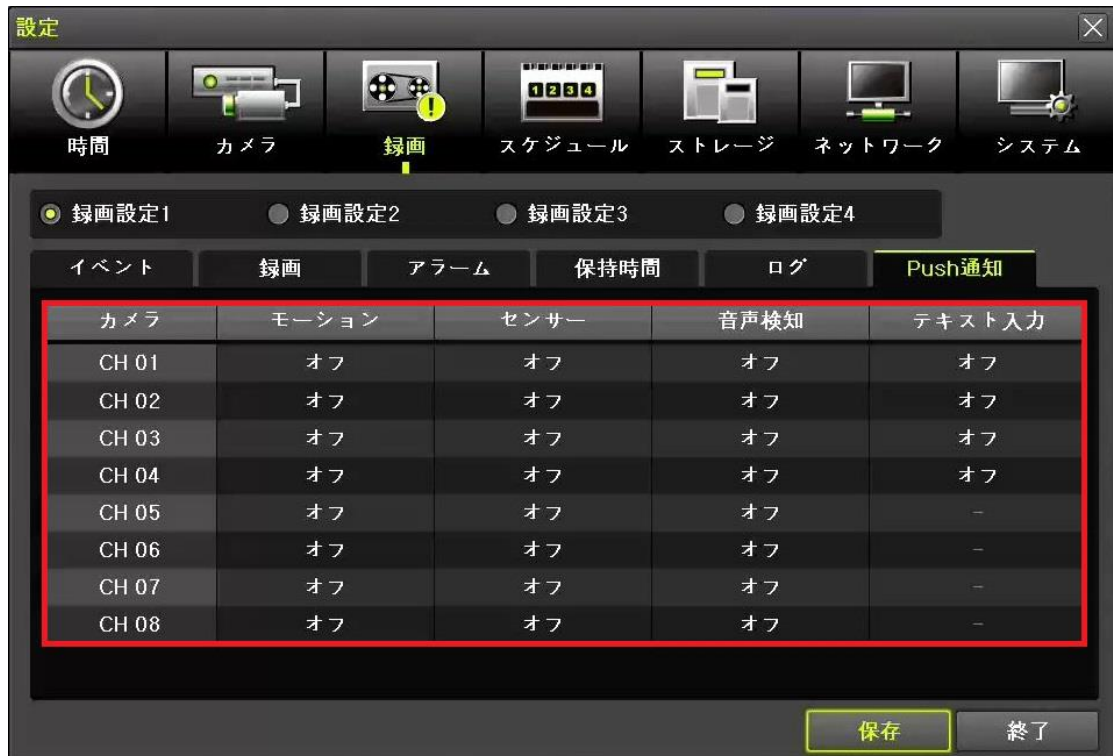 設定
時間 カメラ 録画 スケジュール ストレージ ネットワーク システム
1 2 3 4
録画設定1 録画設定2 録画設定3 録画設定4
イベント 録画 アラーム 保持時間 ログ Push通知
カメラ モーション センサー 音声検知 テキスト入力
CH 01 オフ オフ オフ オフ
CH 02 オフ オフ オフ オフ
CH 03 オフ オフ オフ オフ
CH 04 オフ オフ オフ オフ
CH 05 オフ オフ オフ -
CH 06 オフ オフ オフ -
CH 07 オフ オフ オフ -
CH 08 オフ オフ オフ -
保存 終了